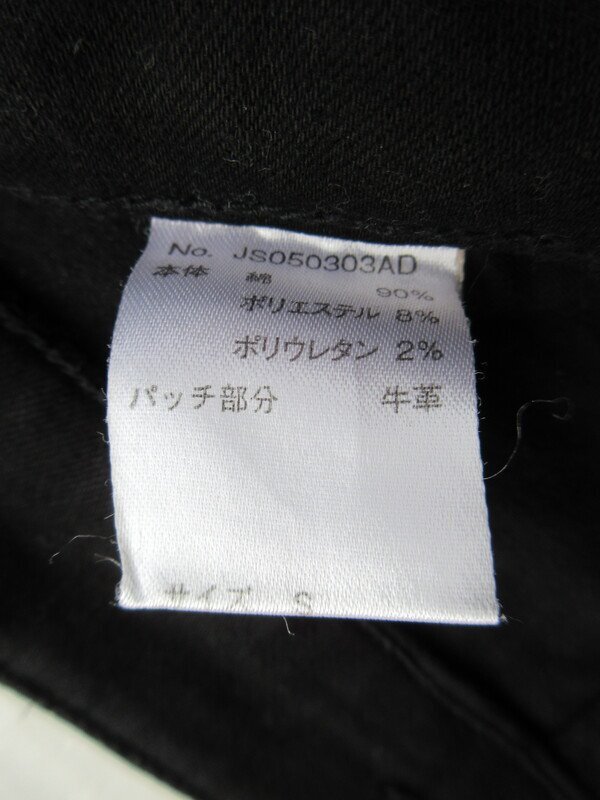 No. JS050303AD
本体 綿 90%
ポリエステル 8%
ポリウレタン 2%
パッチ部分 牛革
サイズ S